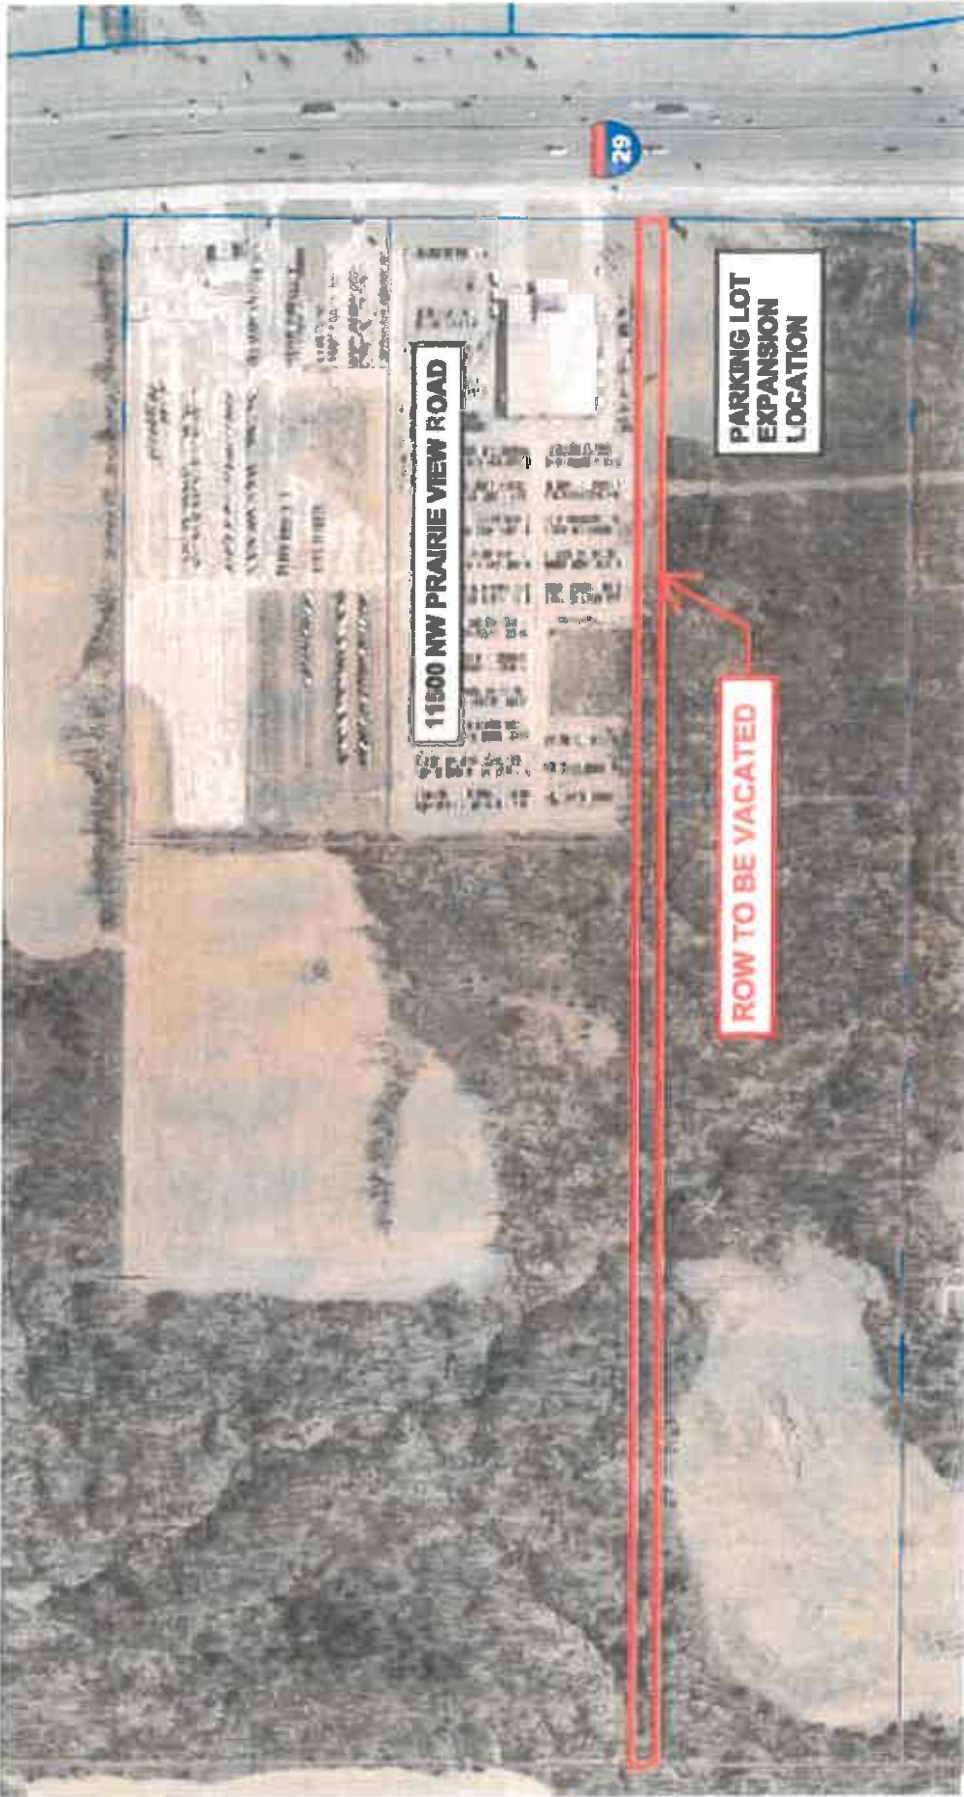 29
11500 NW PRAIRIE VIEW ROAD
PARKING LOT
EXPANSION
LOCATION
ROW TO BE VACATED